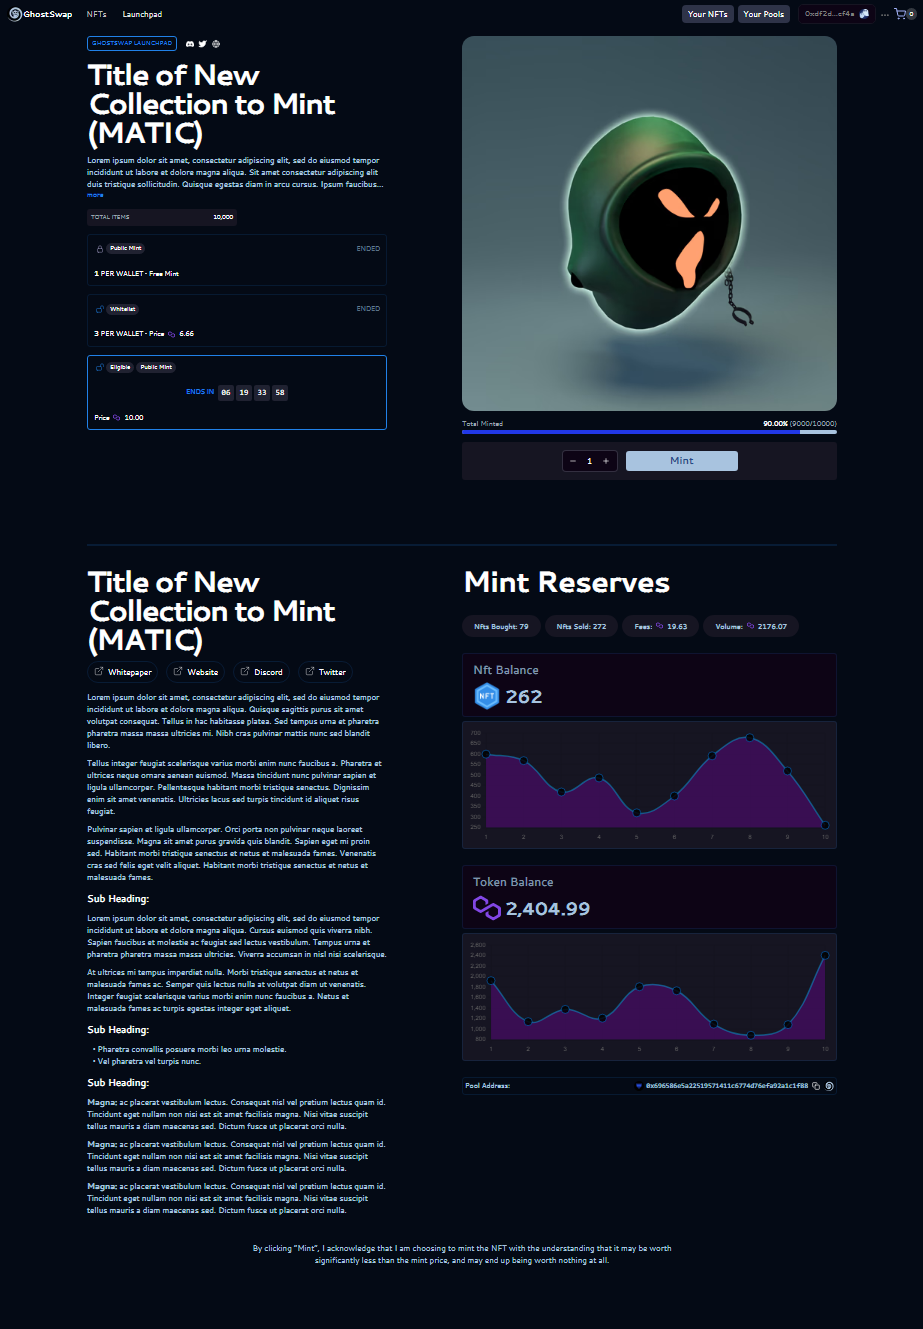 GhostSwap NFTs Launchpad Your NFTs Your Pools 0xdf2d...cf4a ... 0
GHOSTSWAP LAUNCHPAD
Title of New
Collection to Mint
(MATIC)
Lorem ipsum dolor sit amet, consectetur adipiscing elit, sed do eiusmod tempor
incididunt ut labore et dolore magna aliqua. Sit amet consectetur adipiscing elit
duis tristique sollicitudin. Quisque egestas diam in arcu cursus. Ipsum faucibus...
more
TOTAL ITEMS 10,000
Public Mint ENDED
1 PER WALLET • Free Mint
Whitelist ENDED
3 PER WALLET • Price 6.66
Eligible Public Mint
ENDS IN 06 19 33 58
Price 10.00
Total Minted 90.00% (9000/10000)
− 1 + Mint
Title of New
Collection to Mint
(MATIC)
Whitepaper Website Discord Twitter
Lorem ipsum dolor sit amet, consectetur adipiscing elit, sed do eiusmod tempor
incididunt ut labore et dolore magna aliqua. Quisque sagittis purus sit amet
volutpat consequat. Tellus in hac habitasse platea. Sed tempus urna et pharetra
pharetra massa massa ultricies mi. Nibh cras pulvinar mattis nunc sed blandit
libero.
Tellus integer feugiat scelerisque varius morbi enim nunc faucibus a. Pharetra et
ultrices neque ornare aenean euismod. Massa tincidunt nunc pulvinar sapien et
ligula ullamcorper. Pellentesque habitant morbi tristique senectus. Dignissim
enim sit amet venenatis. Ultricies lacus sed turpis tincidunt id aliquet risus
feugiat.
Pulvinar sapien et ligula ullamcorper. Orci porta non pulvinar neque laoreet
suspendisse. Magna sit amet purus gravida quis blandit. Sapien eget mi proin
sed. Habitant morbi tristique senectus et netus et malesuada fames. Venenatis
cras sed felis eget velit aliquet. Habitant morbi tristique senectus et netus et
malesuada fames.
Sub Heading:
Lorem ipsum dolor sit amet, consectetur adipiscing elit, sed do eiusmod tempor
incididunt ut labore et dolore magna aliqua. Cursus euismod quis viverra nibh.
Sapien faucibus et molestie ac feugiat sed lectus vestibulum. Tempus urna et
pharetra pharetra massa massa ultricies. Viverra accumsan in nisl nisi scelerisque.
At ultrices mi tempus imperdiet nulla. Morbi tristique senectus et netus et
malesuada fames ac. Semper quis lectus nulla at volutpat diam ut venenatis.
Integer feugiat scelerisque varius morbi enim nunc faucibus a. Netus et
malesuada fames ac turpis egestas integer eget aliquet.
Sub Heading:
• Pharetra convallis posuere morbi leo urna molestie.
• Vel pharetra vel turpis nunc.
Sub Heading:
Magna: ac placerat vestibulum lectus. Consequat nisl vel pretium lectus quam id.
Tincidunt eget nullam non nisi est sit amet facilisis magna. Nisi vitae suscipit
tellus mauris a diam maecenas sed. Dictum fusce ut placerat orci nulla.
Magna: ac placerat vestibulum lectus. Consequat nisl vel pretium lectus quam id.
Tincidunt eget nullam non nisi est sit amet facilisis magna. Nisi vitae suscipit
tellus mauris a diam maecenas sed. Dictum fusce ut placerat orci nulla.
Magna: ac placerat vestibulum lectus. Consequat nisl vel pretium lectus quam id.
Tincidunt eget nullam non nisi est sit amet facilisis magna. Nisi vitae suscipit
tellus mauris a diam maecenas sed. Dictum fusce ut placerat orci nulla.
Mint Reserves
Nfts Bought: 79 Nfts Sold: 272 Fees: 19.63 Volume: 2176.07
Nft Balance
NFT 262
700
650
600
550
500
450
400
350
300
250
1 2 3 4 5 6 7 8 9 10
Token Balance
2,404.99
2,600
2,400
2,200
2,000
1,800
1,600
1,400
1,200
1,000
800
1 2 3 4 5 6 7 8 9 10
Pool Address: 0x696586e5a22519571411c6774d76efa92a1c1f88
By clicking "Mint", I acknowledge that I am choosing to mint the NFT with the understanding that it may be worth
significantly less than the mint price, and may end up being worth nothing at all.